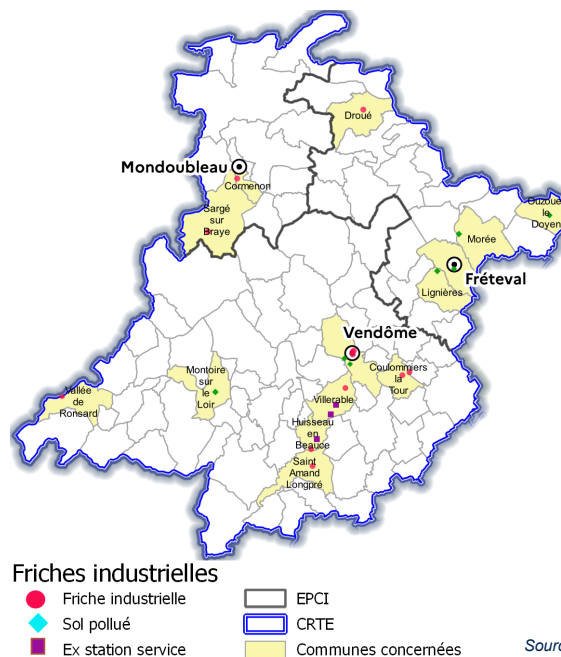 Droué
Mondoubleau
Cormenon
Sargé
sur
Braye
Ouzoue
le
Doyen
Morée
Fréteval
Lignières
Vendôme
Montoire
sur
le
Loir
Coulommiers
la
Tour
Vallée
de
Ronsard
Villerable
Huisseau
en
Beauce
Saint
Amand
Longpré
Friches industrielles
Friche industrielle
EPCI
Sol pollué
CRTE
Ex station service
Communes concernées
Sourc